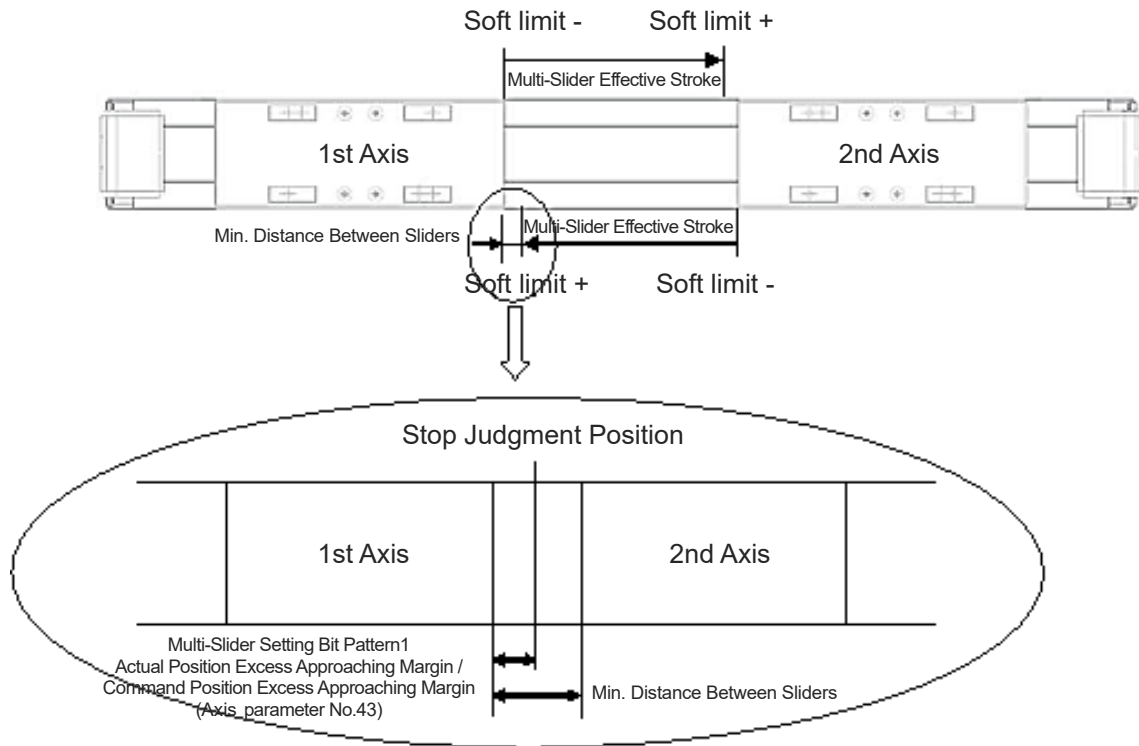 Soft limit -
Soft limit +
Multi-Slider Effective Stroke
1st Axis
2nd Axis
Min. Distance Between Sliders
Multi-Slider Effective Stroke
Soft limit +
Soft limit -
Stop Judgment Position
1st Axis
2nd Axis
Multi-Slider Setting Bit Pattern1
Actual Position Excess Approaching Margin /
Command Position Excess Approaching Margin
(Axis parameter No.43)
Min. Distance Between Sliders